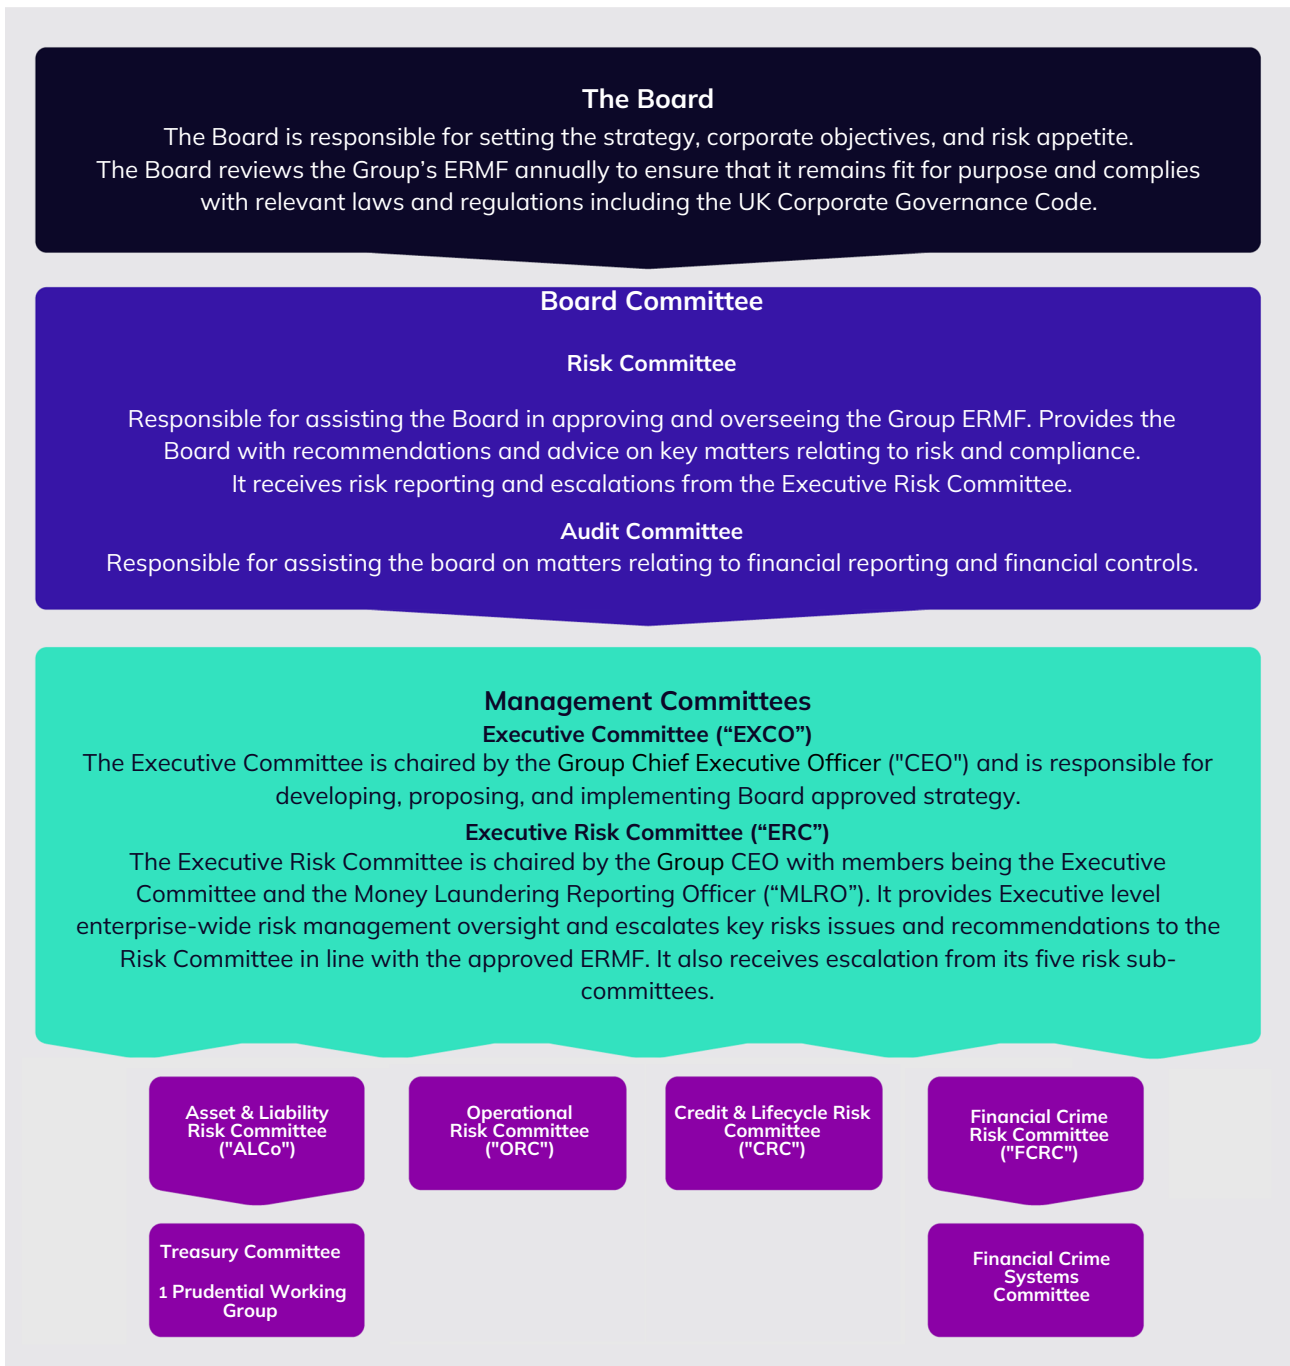 The Board
The Board is responsible for setting the strategy, corporate objectives, and risk appetite.
The Board reviews the Group’s ERMF annually to ensure that it remains fit for purpose and complies
with relevant laws and regulations including the UK Corporate Governance Code.
Board Committee
Risk Committee
Responsible for assisting the Board in approving and overseeing the Group ERMF. Provides the
Board with recommendations and advice on key matters relating to risk and compliance.
It receives risk reporting and escalations from the Executive Risk Committee.
Audit Committee
Responsible for assisting the board on matters relating to financial reporting and financial controls.
Management Committees
Executive Committee (“EXCO”)
The Executive Committee is chaired by the Group Chief Executive Officer ("CEO") and is responsible for
developing, proposing, and implementing Board approved strategy.
Executive Risk Committee (“ERC”)
The Executive Risk Committee is chaired by the Group CEO with members being the Executive
Committee and the Money Laundering Reporting Officer (“MLRO”). It provides Executive level
enterprise-wide risk management oversight and escalates key risks issues and recommendations to the
Risk Committee in line with the approved ERMF. It also receives escalation from its five risk sub-
committees.
Asset & Liability
Risk Committee
("ALCo")
Operational
Risk Committee
("ORC")
Credit & Lifecycle Risk
Committee
("CRC")
Financial Crime
Risk Committee
("FCRC")
Treasury Committee
1 Prudential Working
Group
Financial Crime
Systems
Committee